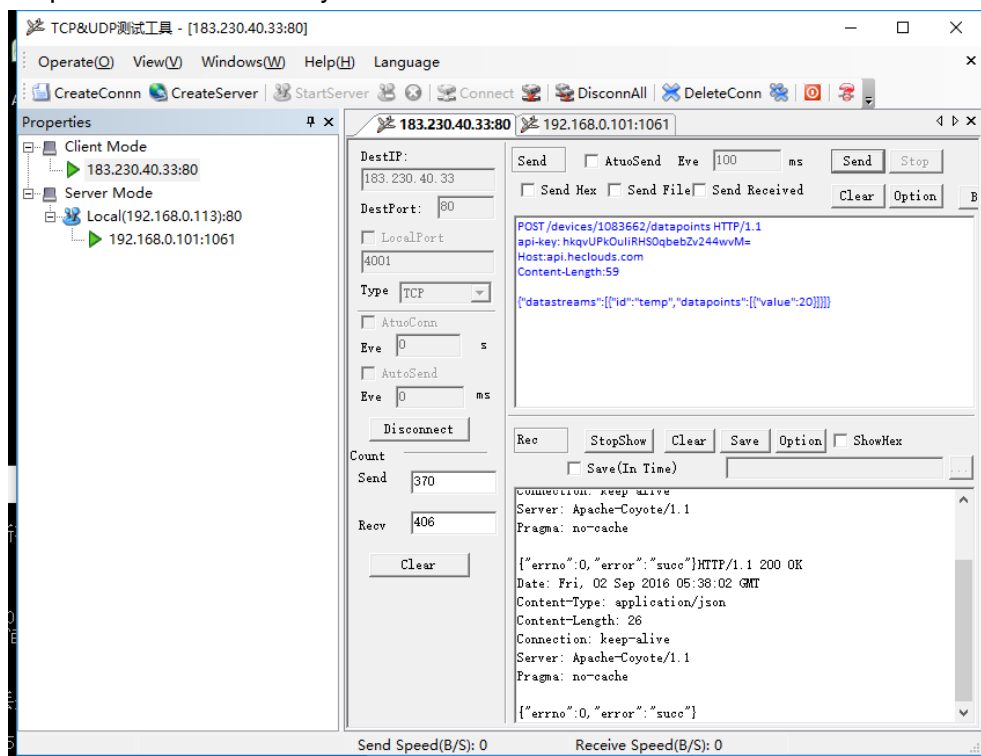 TCP&UDP测试工具 - [183.230.40.33:80]
Operate(O) View(V) Windows(W) Help(H) Language
CreateConnn CreateServer StartServer Connect DisconnAll DeleteConn
Properties
183.230.40.33:80 192.168.0.101:1061
Client Mode
183.230.40.33:80
Server Mode
Local(192.168.0.113):80
192.168.0.101:1061
DestIP:
183.230.40.33
DestPort: 80
LocalPort
4001
Type TCP
AtuoConn
Eve 0 s
AutoSend
Eve 0 ms
Disconnect
Count
Send 370
Recv 406
Clear
Send AtuoSend Eve 100 ms Send Stop
Send Hex Send File Send Received Clear Option B
POST /devices/1083662/datapoints HTTP/1.1
api-key: hkqvUPkOuIiRHS0qbebZv244wvM=
Host:api.heclouds.com
Content-Length:59
{"datastreams":[{"id":"temp","datapoints":[{"value":20}]}]}
Rec StopShow Clear Save Option ShowHex
Save(In Time) ...
Connection: keep-alive
Server: Apache-Coyote/1.1
Pragma: no-cache
{"errno":0,"error":"succ"}HTTP/1.1 200 OK
Date: Fri, 02 Sep 2016 05:38:02 GMT
Content-Type: application/json
Content-Length: 26
Connection: keep-alive
Server: Apache-Coyote/1.1
Pragma: no-cache
{"errno":0,"error":"succ"}
Send Speed(B/S): 0 Receive Speed(B/S): 0